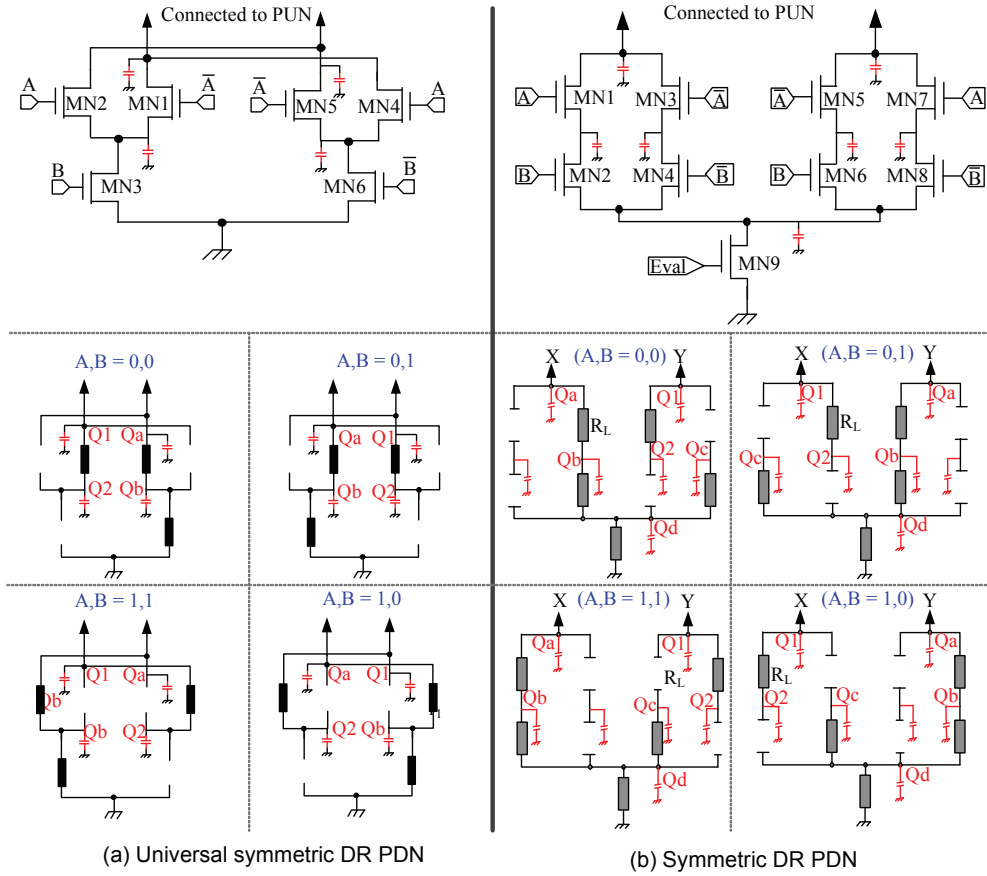 Connected to PUN
A
MN2
MN1
A̅
A̅
MN5
MN4
A
B
MN3
MN6
B̅
Connected to PUN
A
MN1
MN3
A̅
A̅
MN5
MN7
A
B
MN2
MN4
B̅
B
MN6
MN8
B̅
Eval
MN9
A,B = 0,0
Q1
Qa
Q2
Qb
A,B = 0,1
Qa
Q1
Qb
Q2
X
(A,B = 0,0)
Y
Qa
Q1
RL
Qb
Q2
Qc
Qd
X
(A,B = 0,1)
Y
Q1
Qa
RL
Qc
Q2
Qb
Qd
A,B = 1,1
Q1
Qa
Qb
Qb
Q2
A,B = 1,0
Qa
Q1
Q2
Qb
X
(A,B = 1,1)
Y
Qa
Q1
RL
Qb
Qc
Q2
Qd
X
(A,B = 1,0)
Y
Q1
Qa
RL
Q2
Qc
Qb
Qd
(a) Universal symmetric DR PDN
(b) Symmetric DR PDN